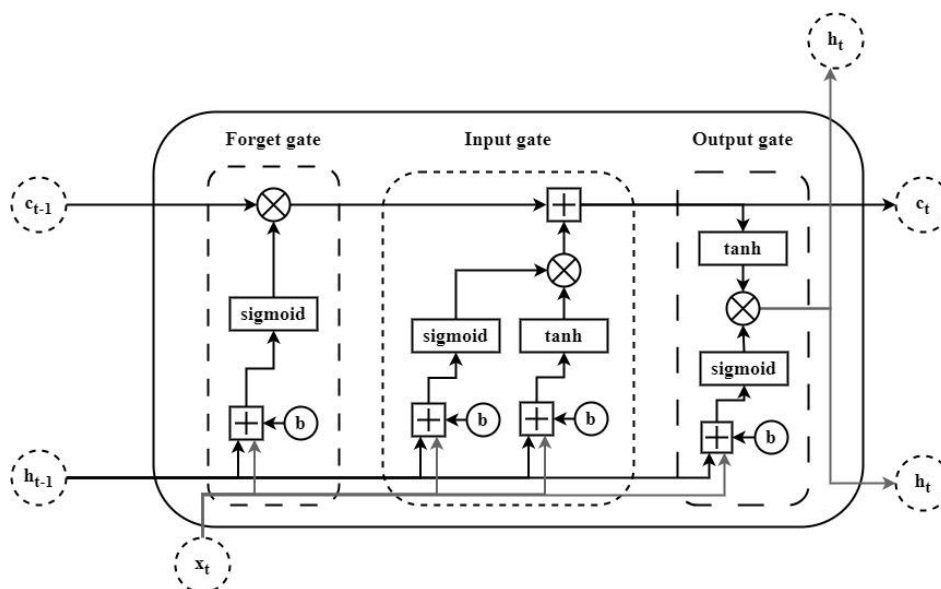 h_t
Forget gate
Input gate
Output gate
c_t-1
c_t
tanh
sigmoid
sigmoid
tanh
sigmoid
b
b
b
b
h_t-1
h_t
x_t